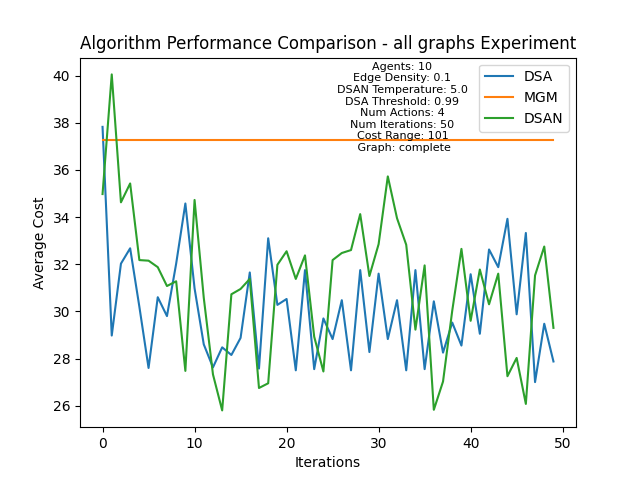 Algorithm Performance Comparison - all graphs Experiment
Agents: 10
Edge Density: 0.1
DSAN Temperature: 5.0
DSA Threshold: 0.99
Num Actions: 4
Num Iterations: 50
Cost Range: 101
Graph: complete
DSA
MGM
DSAN
Average Cost
40
38
36
34
32
30
28
26
0
10
20
30
40
50
Iterations